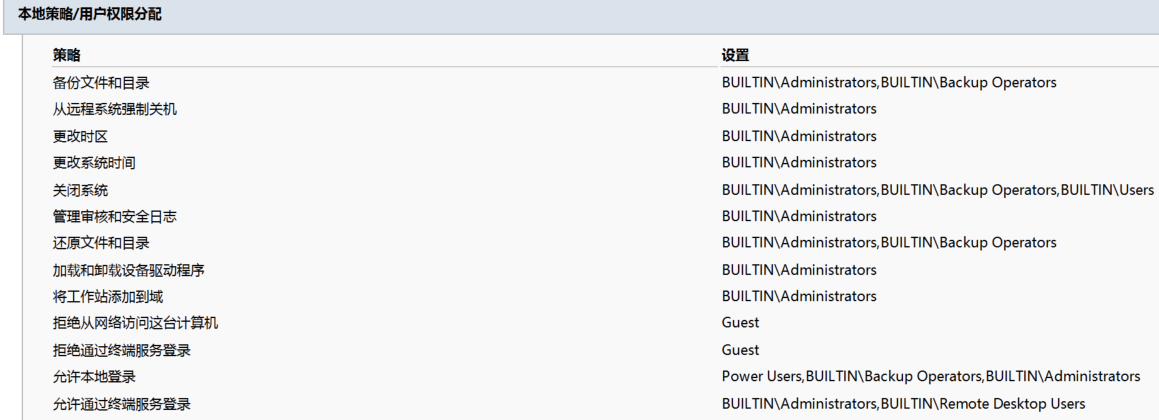 本地策略/用户权限分配
策略 设置
备份文件和目录 BUILTIN\Administrators,BUILTIN\Backup Operators
从远程系统强制关机 BUILTIN\Administrators
更改时区 BUILTIN\Administrators
更改系统时间 BUILTIN\Administrators
关闭系统 BUILTIN\Administrators,BUILTIN\Backup Operators,BUILTIN\Users
管理审核和安全日志 BUILTIN\Administrators
还原文件和目录 BUILTIN\Administrators,BUILTIN\Backup Operators
加载和卸载设备驱动程序 BUILTIN\Administrators
将工作站添加到域 BUILTIN\Administrators
拒绝从网络访问这台计算机 Guest
拒绝通过终端服务登录 Guest
允许本地登录 Power Users,BUILTIN\Backup Operators,BUILTIN\Administrators
允许通过终端服务登录 BUILTIN\Administrators,BUILTIN\Remote Desktop Users